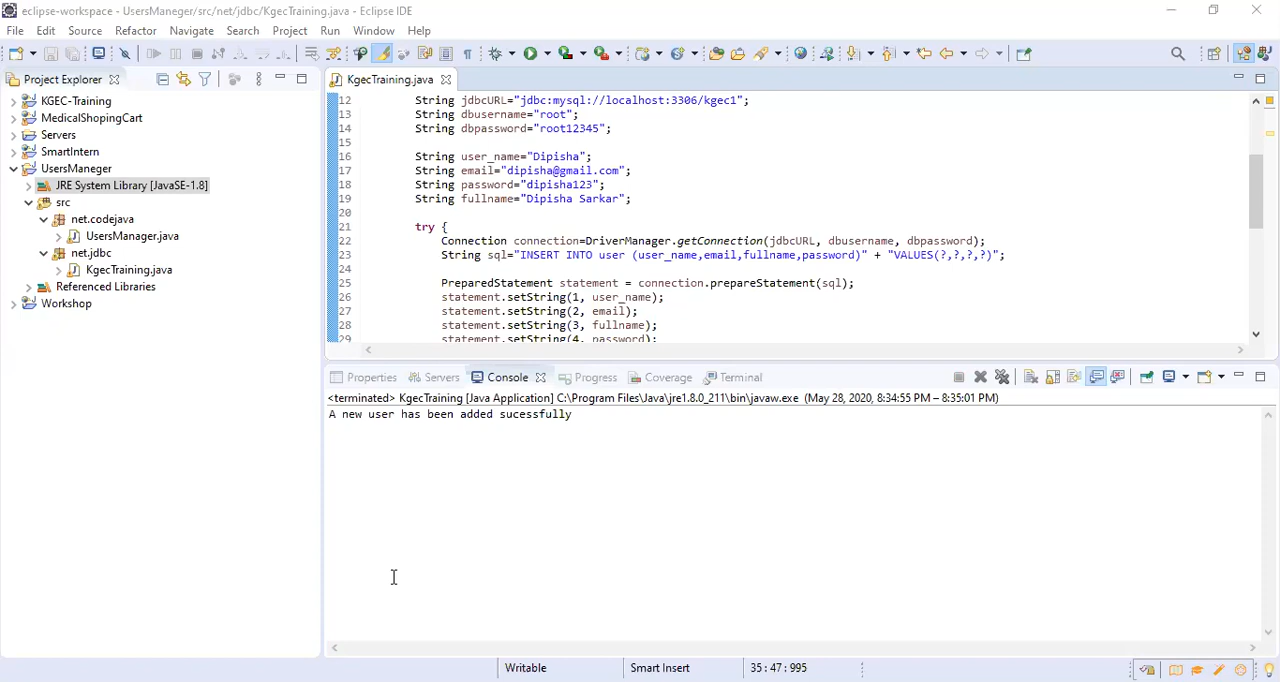 eclipse-workspace - UsersManeger/src/net/jdbc/KgecTraining.java - Eclipse IDE
File Edit Source Refactor Navigate Search Project Run Window Help
Project Explorer
KGEC-Training
MedicalShopingCart
Servers
SmartIntern
UsersManeger
JRE System Library [JavaSE-1.8]
src
net.codejava
UsersManager.java
net.jdbc
KgecTraining.java
Referenced Libraries
Workshop
KgecTraining.java
12 String jdbcURL="jdbc:mysql://localhost:3306/kgec1";
13 String dbusername="root";
14 String dbpassword="root12345";
15
16 String user_name="Dipisha";
17 String email="dipisha@gmail.com";
18 String password="dipisha123";
19 String fullname="Dipisha Sarkar";
20
21 try {
22 Connection connection=DriverManager.getConnection(jdbcURL, dbusername, dbpassword);
23 String sql="INSERT INTO user (user_name,email,fullname,password)" + "VALUES(?,?,?,?)";
24
25 PreparedStatement statement = connection.prepareStatement(sql);
26 statement.setString(1, user_name);
27 statement.setString(2, email);
28 statement.setString(3, fullname);
29 statement.setString(4, password);
Properties Servers Console Progress Coverage Terminal
<terminated> KgecTraining [Java Application] C:\Program Files\Java\jre1.8.0_211\bin\javaw.exe (May 28, 2020, 8:34:55 PM – 8:35:01 PM)
A new user has been added sucessfully
Writable Smart Insert 35:47:995